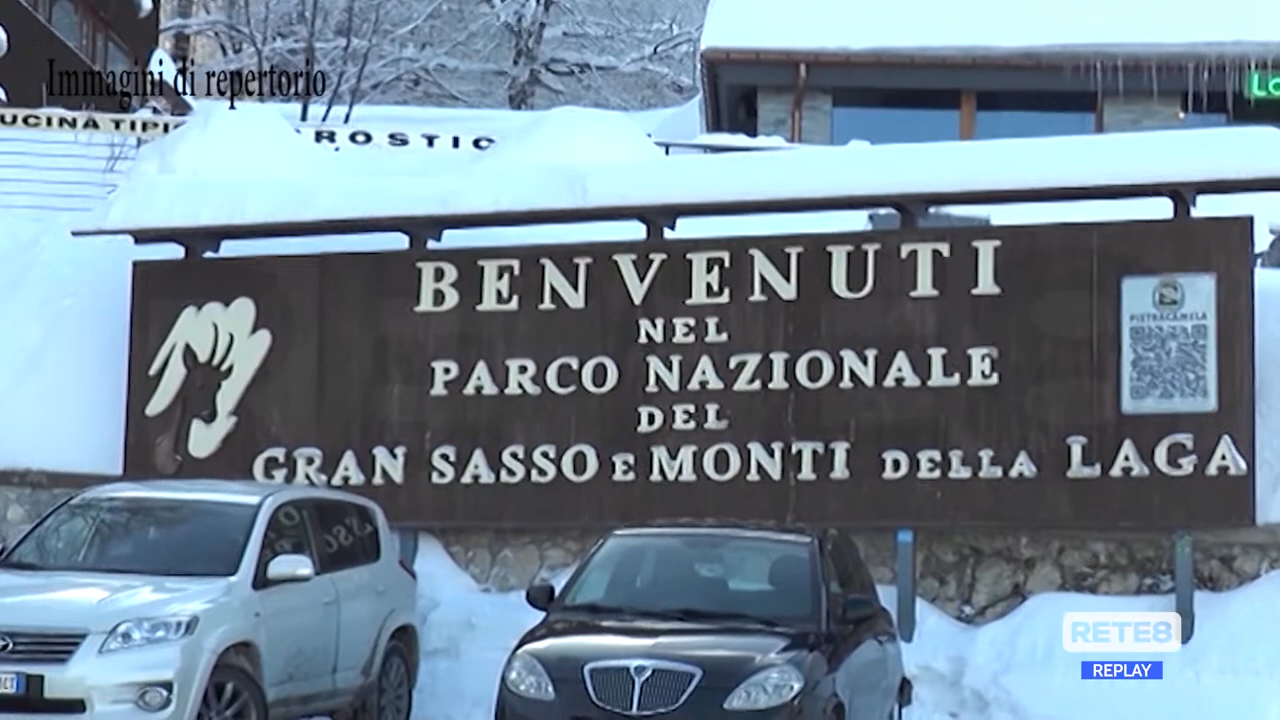 Immagini di repertorio
UCINA TIPI
ROSTIC
LO
BENVENUTI
NEL
PARCO NAZIONALE
DEL
GRAN SASSO E MONTI DELLA LAGA
PIETRACAMELA
RETE8
REPLAY